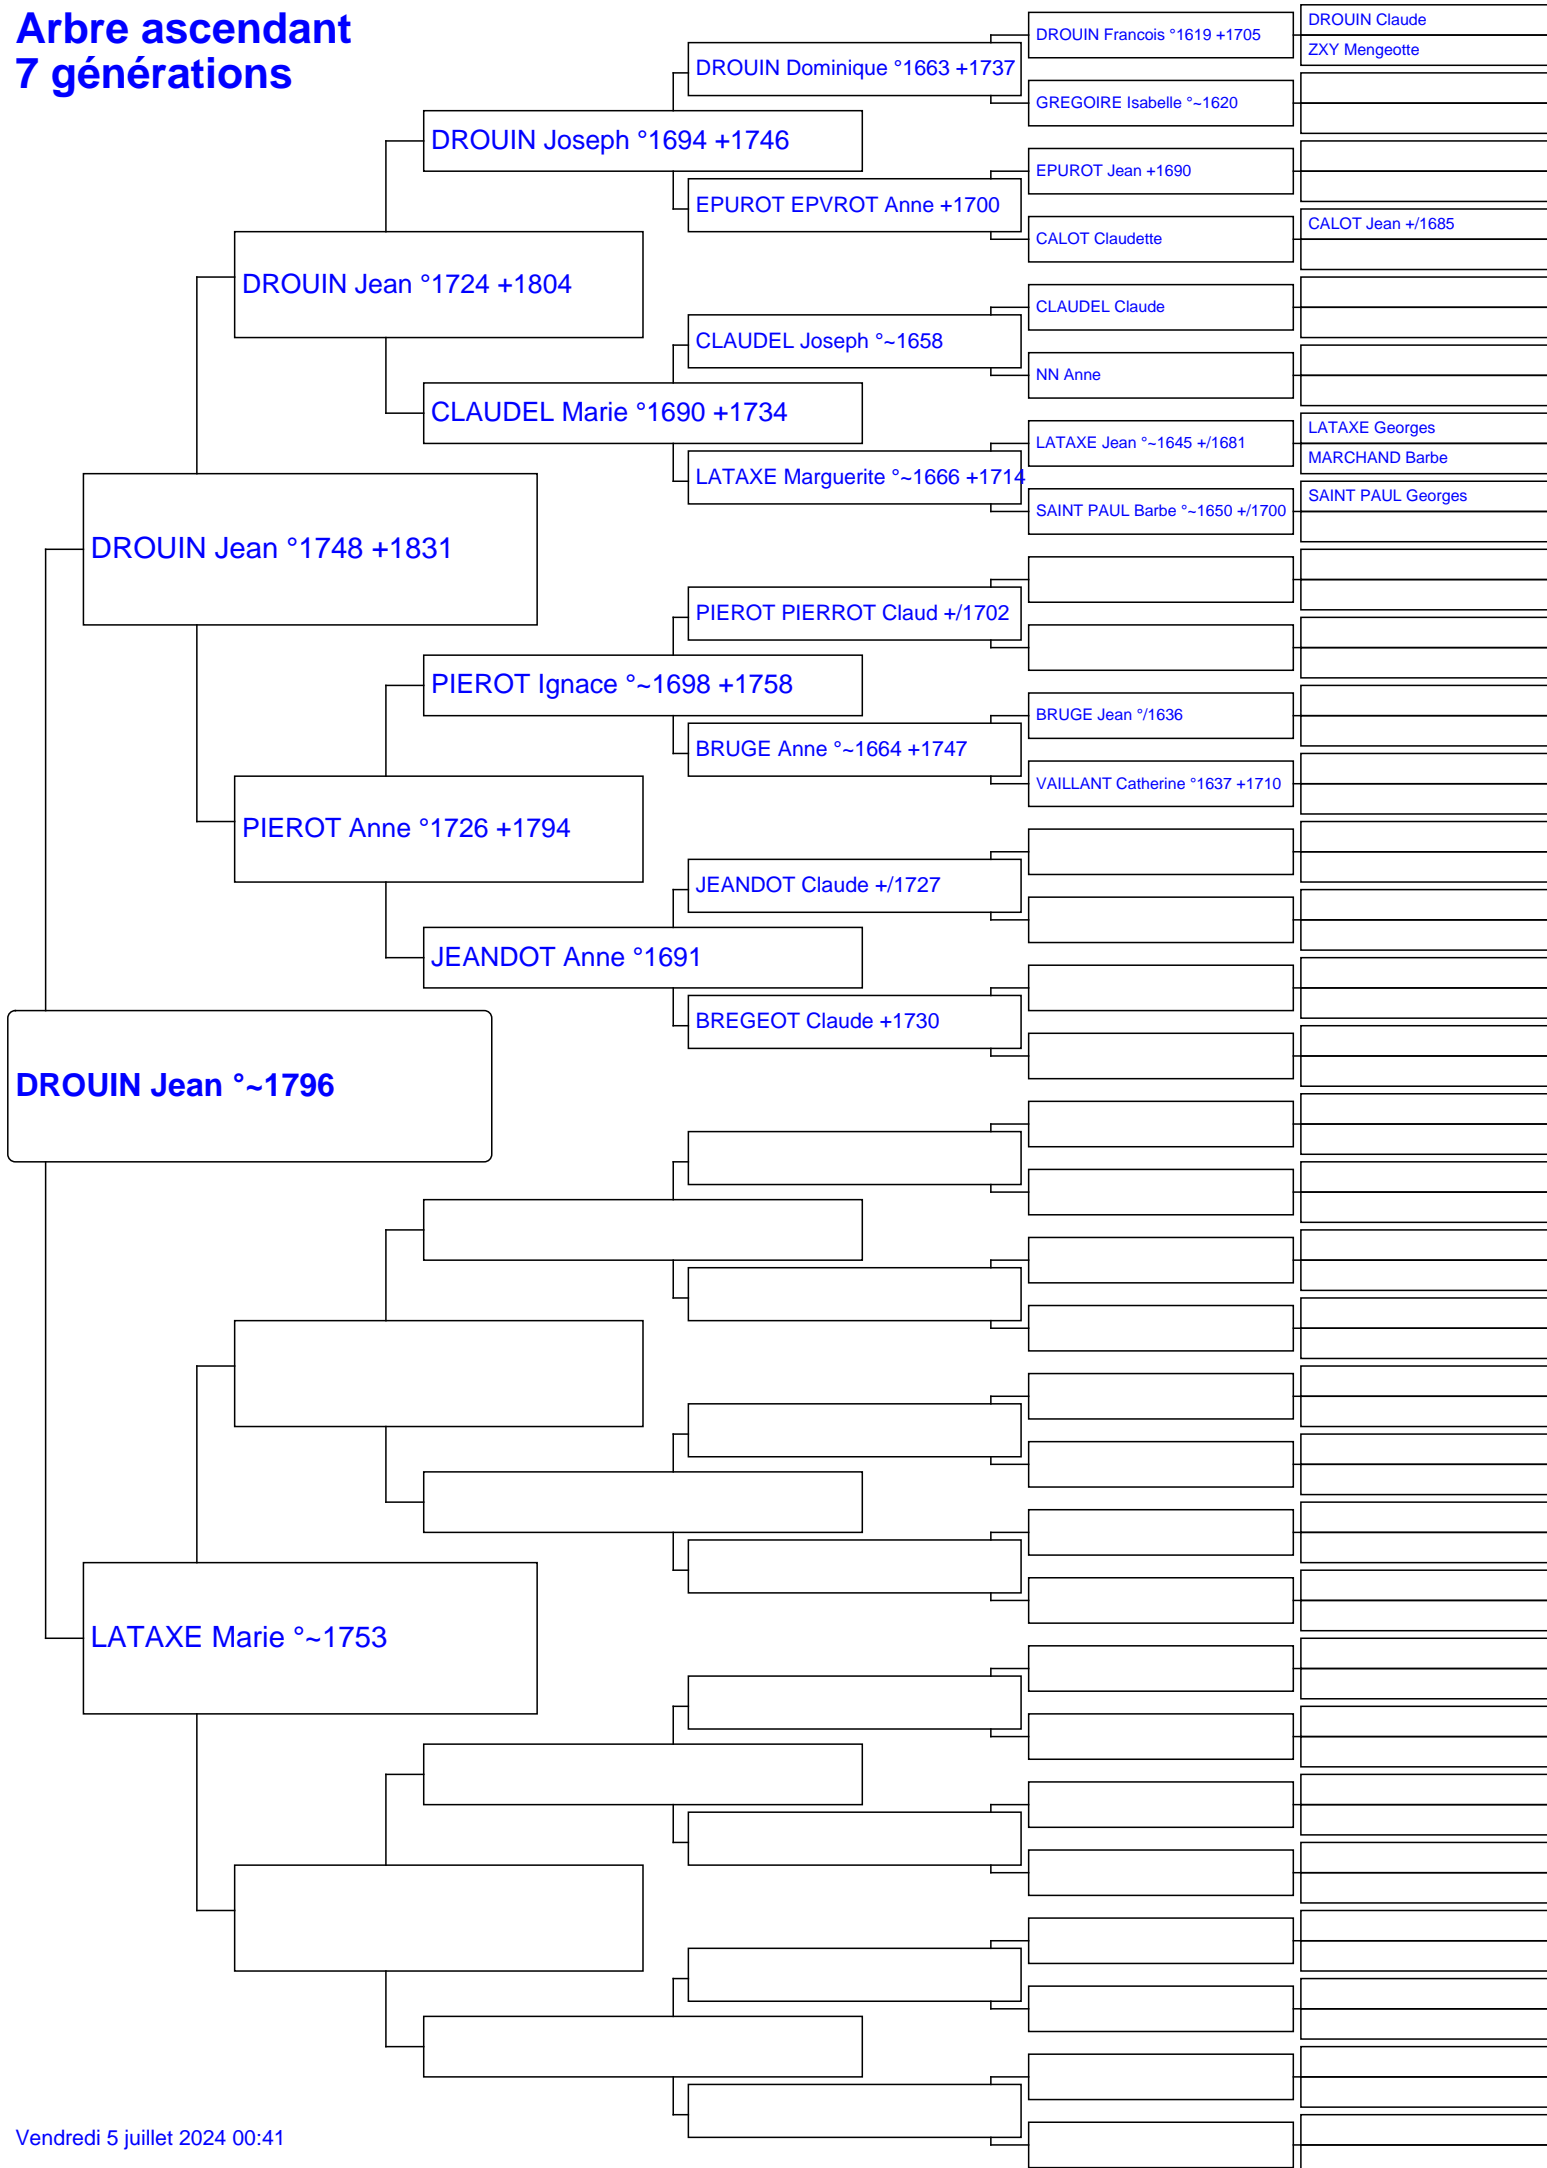 Arbre ascendant
7 générations
DROUIN Jean °~1796
DROUIN Jean °1748 +1831
LATAXE Marie °~1753
DROUIN Jean °1724 +1804
PIEROT Anne °1726 +1794
DROUIN Joseph °1694 +1746
CLAUDEL Marie °1690 +1734
PIEROT Ignace °~1698 +1758
JEANDOT Anne °1691
DROUIN Dominique °1663 +1737
EPUROT EPVROT Anne +1700
CLAUDEL Joseph °~1658
LATAXE Marguerite °~1666 +1714
PIEROT PIERROT Claud +/1702
BRUGE Anne °~1664 +1747
JEANDOT Claude +/1727
BREGEOT Claude +1730
DROUIN Francois °1619 +1705
GREGOIRE Isabelle °~1620
EPUROT Jean +1690
CALOT Claudette
CLAUDEL Claude
NN Anne
LATAXE Jean °~1645 +/1681
SAINT PAUL Barbe °~1650 +/1700
BRUGE Jean °/1636
VAILLANT Catherine °1637 +1710
DROUIN Claude
ZXY Mengeotte
CALOT Jean +/1685
LATAXE Georges
MARCHAND Barbe
SAINT PAUL Georges
Vendredi 5 juillet 2024 00:41